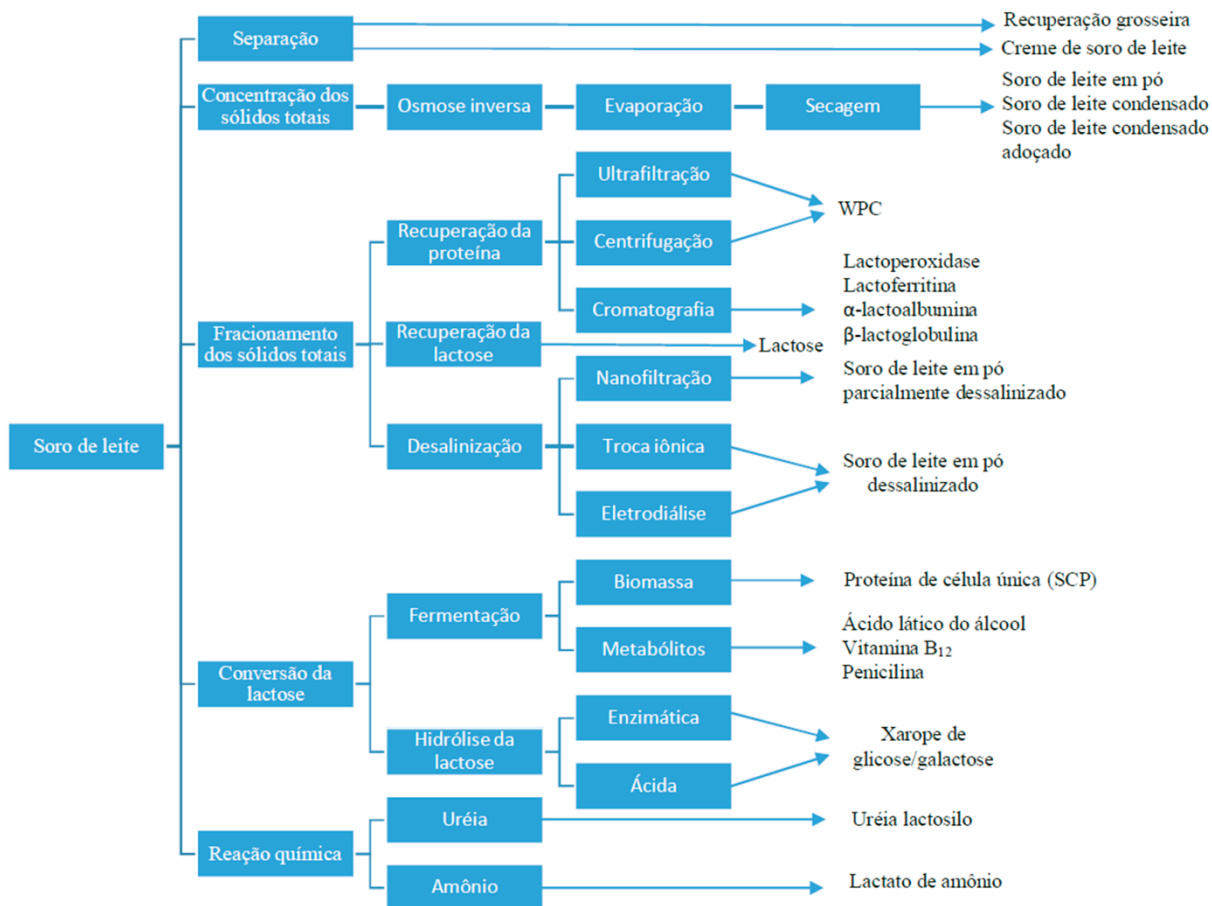 Separação
Recuperação grosseira
Creme de soro de leite
Concentração dos
sólidos totais
Osmose inversa
Evaporação
Secagem
Soro de leite em pó
Soro de leite condensado
Soro de leite condensado
adoçado
Ultrafiltração
Recuperação da
proteína
Centrifugação
WPC
Cromatografia
Lactoperoxidase
Lactoferritina
α-lactoalbumina
β-lactoglobulina
Fracionamento
dos sólidos totais
Recuperação da
lactose
Lactose
Nanofiltração
Soro de leite em pó
parcialmente dessalinizado
Soro de leite
Desalinização
Troca iônica
Soro de leite em pó
dessalinizado
Eletrodiálise
Biomassa
Proteína de célula única (SCP)
Fermentação
Metabólitos
Ácido lático do álcool
Vitamina B₁₂
Penicilina
Conversão da
lactose
Enzimática
Hidrólise da
lactose
Xarope de
glicose/galactose
Ácida
Uréia
Uréia lactosilo
Reação química
Amônio
Lactato de amônio